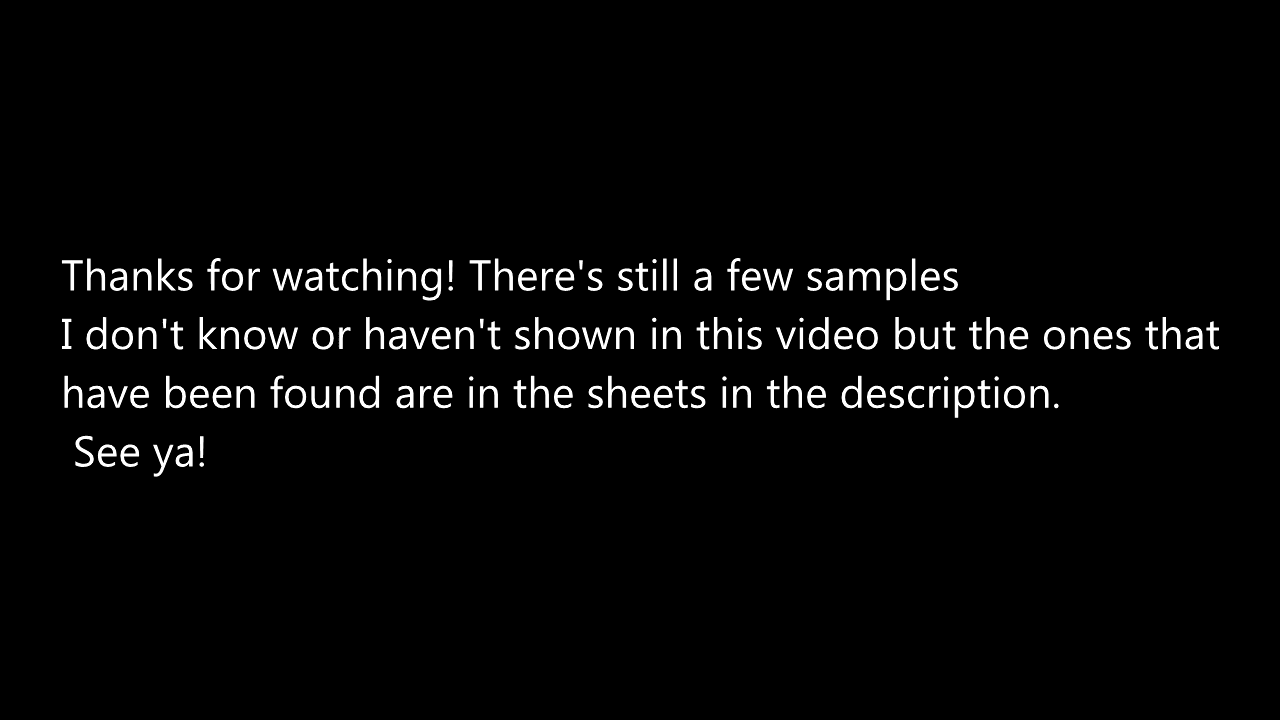 Thanks for watching! There's still a few samples
I don't know or haven't shown in this video but the ones that
have been found are in the sheets in the description.
See ya!